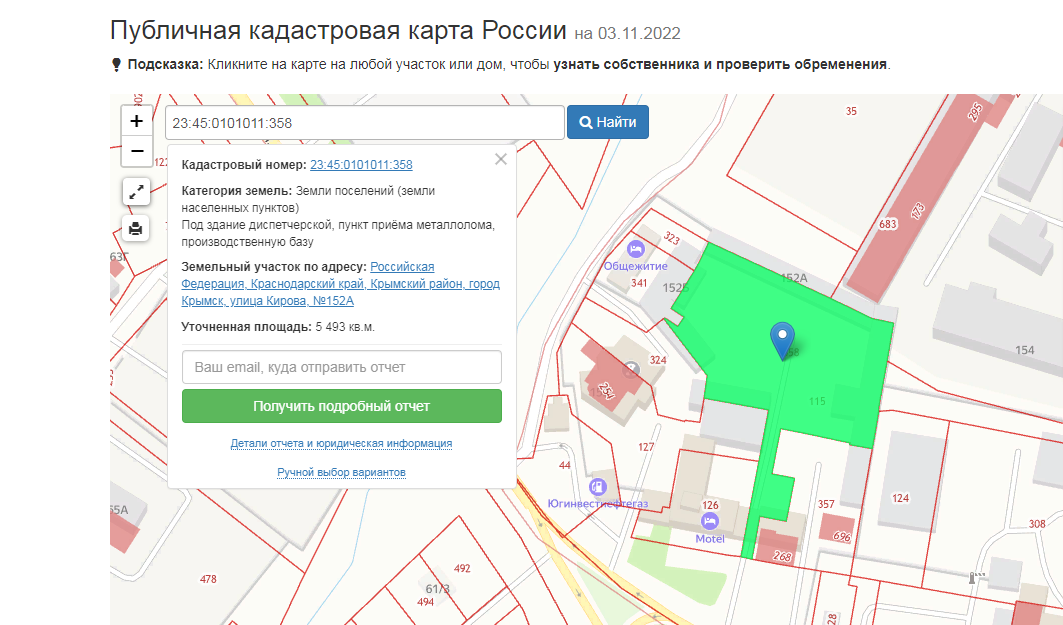 Публичная кадастровая карта России на 03.11.2022
Подсказка: Кликните на карте на любой участок или дом, чтобы узнать собственника и проверить обременения.
+
−
23:45:0101011:358
Найти
Кадастровый номер: 23:45:0101011:358
Категория земель: Земли поселений (земли
населенных пунктов)
Под здание диспетчерской, пункт приёма металлолома,
производственную базу
Земельный участок по адресу: Российская
Федерация, Краснодарский край, Крымский район, город
Крымск, улица Кирова, №152А
Уточненная площадь: 5 493 кв.м.
Ваш email, куда отправить отчет
Получить подробный отчет
Детали отчета и юридическая информация
Ручной выбор вариантов
35
295
173
683
323
Общежитие
341
152Б
152А
154
324
254
115
127
44
Югинвестнефтегаз
126
Motel
268
357
696
124
308
478
492
61/3
494
28
63Г
65А